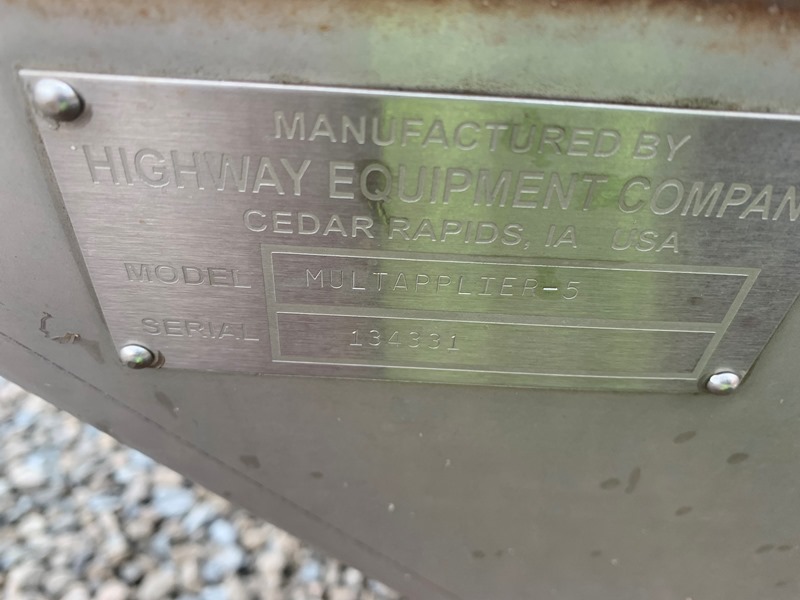 MANUFACTURED BY
HIGHWAY EQUIPMENT COMPAN
CEDAR RAPIDS, IA USA
MODEL MULTAPPLIER-5
SERIAL 134331